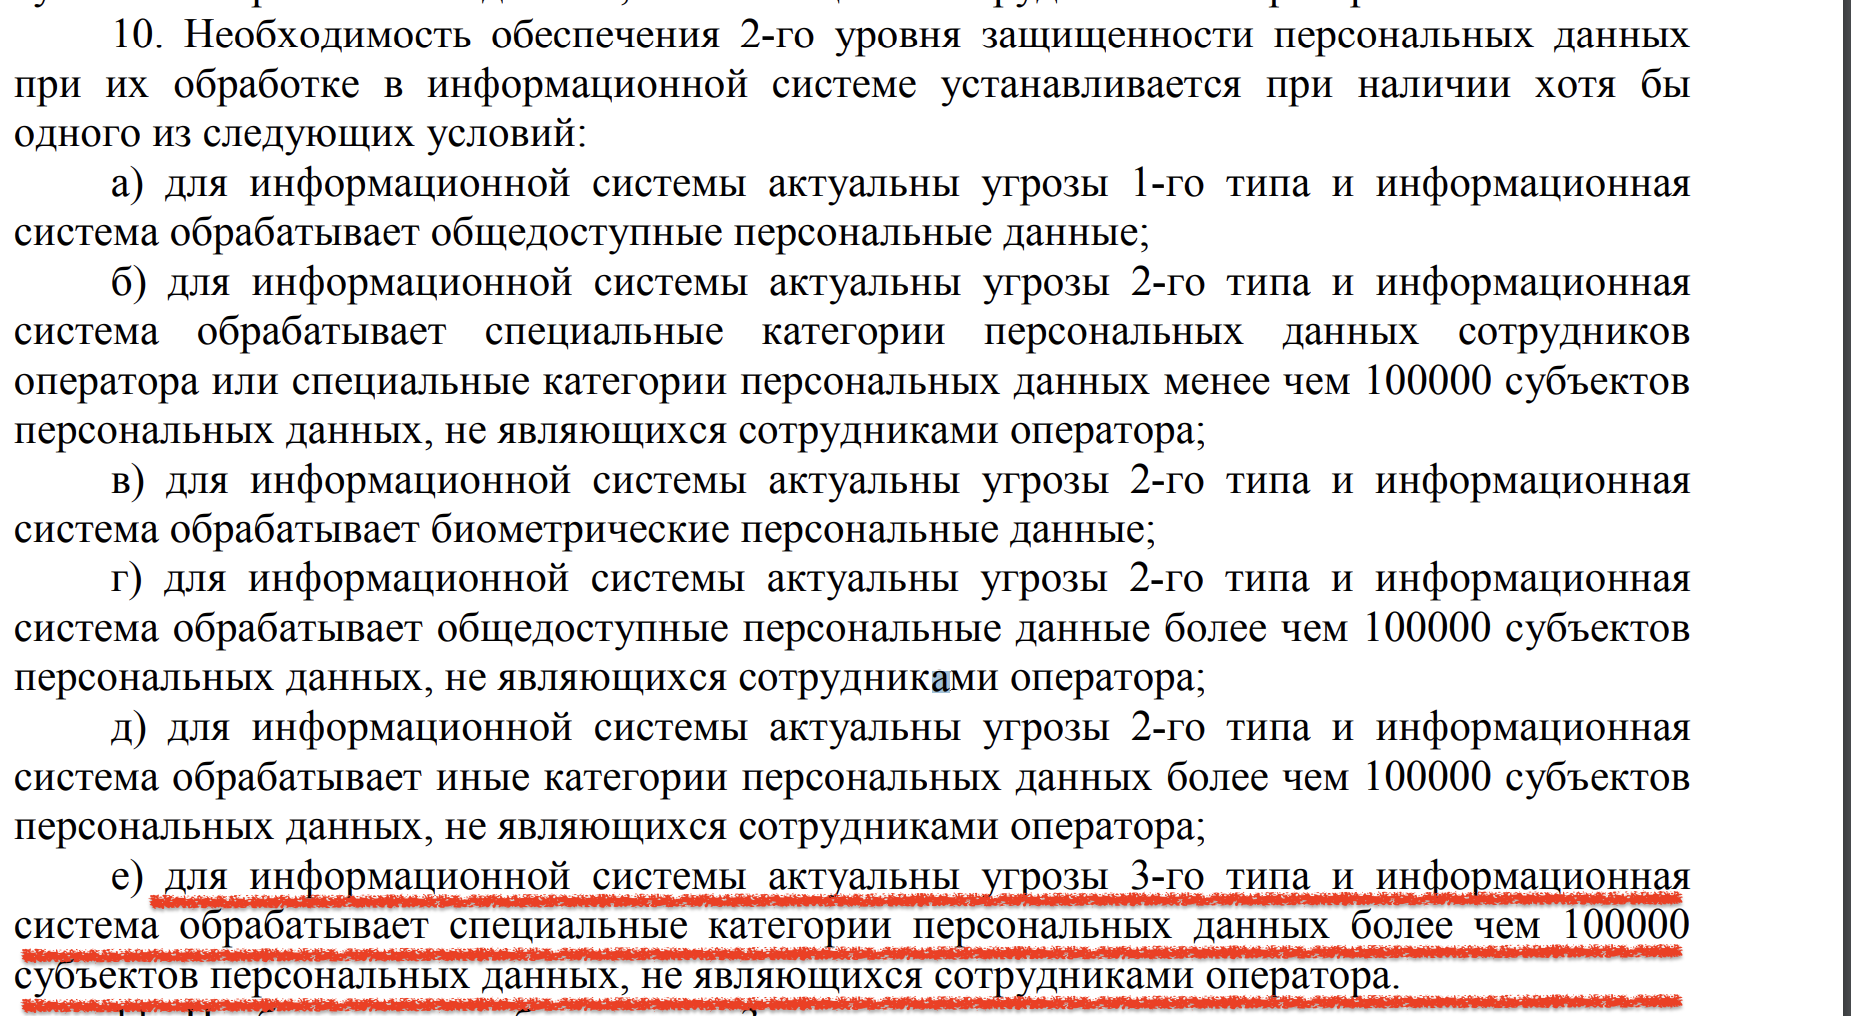 10. Необходимость обеспечения 2-го уровня защищенности персональных данных
при их обработке в информационной системе устанавливается при наличии хотя бы
одного из следующих условий:
а) для информационной системы актуальны угрозы 1-го типа и информационная
система обрабатывает общедоступные персональные данные;
б) для информационной системы актуальны угрозы 2-го типа и информационная
система обрабатывает специальные категории персональных данных сотрудников
оператора или специальные категории персональных данных менее чем 100000 субъектов
персональных данных, не являющихся сотрудниками оператора;
в) для информационной системы актуальны угрозы 2-го типа и информационная
система обрабатывает биометрические персональные данные;
г) для информационной системы актуальны угрозы 2-го типа и информационная
система обрабатывает общедоступные персональные данные более чем 100000 субъектов
персональных данных, не являющихся сотрудниками оператора;
д) для информационной системы актуальны угрозы 2-го типа и информационная
система обрабатывает иные категории персональных данных более чем 100000 субъектов
персональных данных, не являющихся сотрудниками оператора;
е) для информационной системы актуальны угрозы 3-го типа и информационная
система обрабатывает специальные категории персональных данных более чем 100000
субъектов персональных данных, не являющихся сотрудниками оператора.